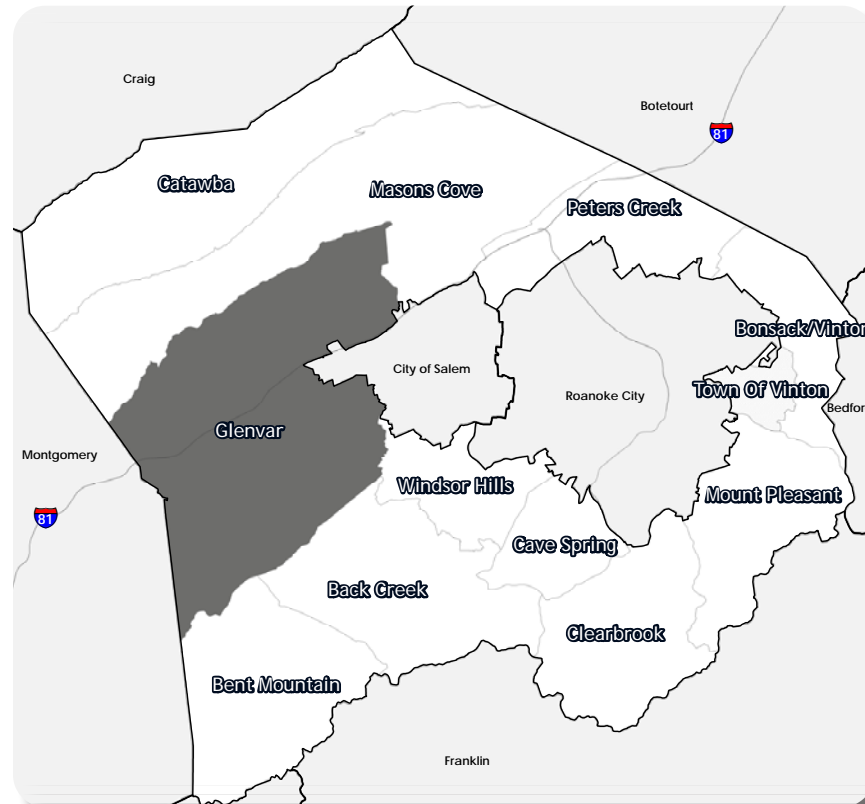 Craig
Botetourt
81
Catawba
Masons Cove
Peters Creek
Bonsack/Vinton
City of Salem
Town Of Vinton
Roanoke City
Bedfor
Glenvar
Montgomery
Windsor Hills
Mount Pleasant
81
Cave Spring
Back Creek
Clearbrook
Bent Mountain
Franklin